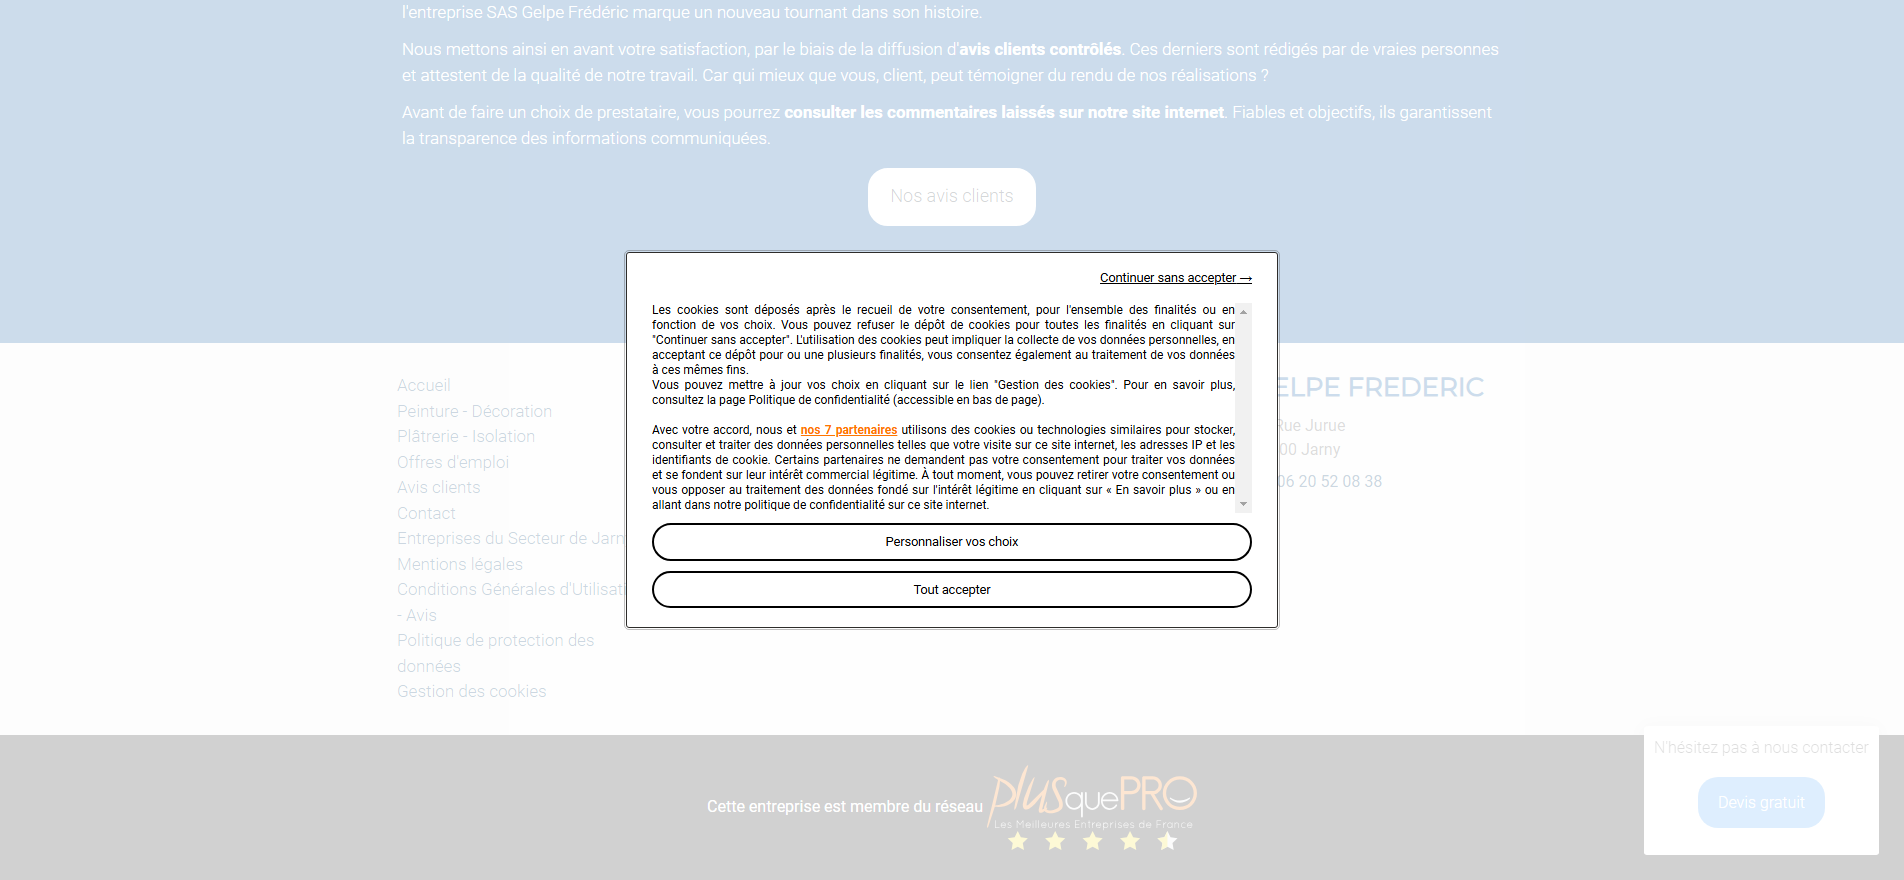 l'entreprise SAS Gelpe Frédéric marque un nouveau tournant dans son histoire.
Nous mettons ainsi en avant votre satisfaction, par le biais de la diffusion d'avis clients contrôlés. Ces derniers sont rédigés par de vraies personnes
et attestent de la qualité de notre travail. Car qui mieux que vous, client, peut témoigner du rendu de nos réalisations ?
Avant de faire un choix de prestataire, vous pourrez consulter les commentaires laissés sur notre site internet. Fiables et objectifs, ils garantissent
la transparence des informations communiquées.
Nos avis clients
Continuer sans accepter →
Les cookies sont déposés après le recueil de votre consentement, pour l'ensemble des finalités ou en
fonction de vos choix. Vous pouvez refuser le dépôt de cookies pour toutes les finalités en cliquant sur
"Continuer sans accepter". L'utilisation des cookies peut impliquer la collecte de vos données personnelles, en
acceptant ce dépôt pour ou une plusieurs finalités, vous consentez également au traitement de vos données
à ces mêmes fins.
Vous pouvez mettre à jour vos choix en cliquant sur le lien "Gestion des cookies". Pour en savoir plus,
consultez la page Politique de confidentialité (accessible en bas de page).
Avec votre accord, nous et nos 7 partenaires utilisons des cookies ou technologies similaires pour stocker,
consulter et traiter des données personnelles telles que votre visite sur ce site internet, les adresses IP et les
identifiants de cookie. Certains partenaires ne demandent pas votre consentement pour traiter vos données
et se fondent sur leur intérêt commercial légitime. À tout moment, vous pouvez retirer votre consentement ou
vous opposer au traitement des données fondé sur l'intérêt légitime en cliquant sur « En savoir plus » ou en
allant dans notre politique de confidentialité sur ce site internet.
Personnaliser vos choix
Tout accepter
Accueil
Peinture - Décoration
Plâtrerie - Isolation
Offres d'emploi
Avis clients
Contact
Entreprises du Secteur de Jarn
Mentions légales
Conditions Générales d'Utilisati
- Avis
Politique de protection des
données
Gestion des cookies
ELPE FREDERIC
Rue Jurue
00 Jarny
06 20 52 08 38
N'hésitez pas à nous contacter
Devis gratuit
Cette entreprise est membre du réseau
plus que PRO
Les Meilleures Entreprises de France